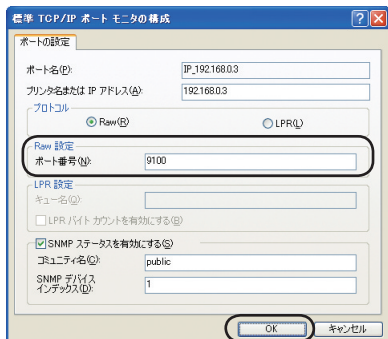 標準 TCP/IP ポート モニタの構成
ポートの設定
ポート名(P): IP_192.168.0.3
プリンタ名または IP アドレス(A): 192.168.0.3
プロトコル
Raw(R) LPR(L)
Raw 設定
ポート番号(N): 9100
LPR 設定
キュー名(Q):
LPR バイト カウントを有効にする(B)
SNMP ステータスを有効にする(S)
コミュニティ名(C): public
SNMP デバイス
インデックス(D): 1
OK キャンセル